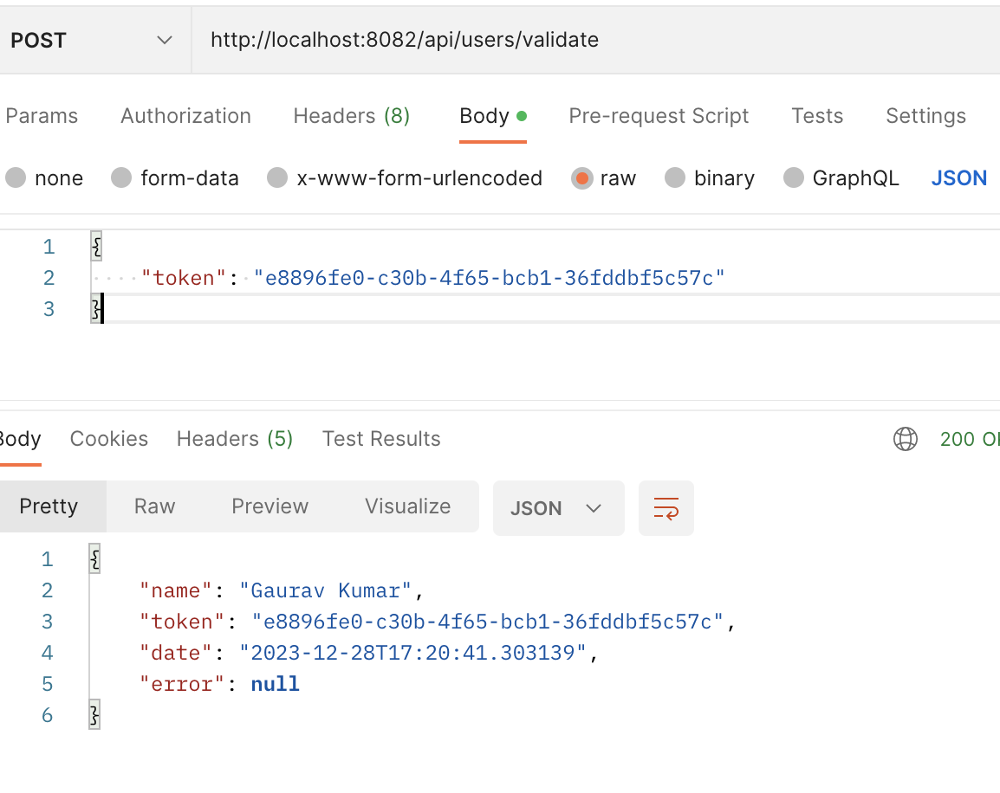 POST http://localhost:8082/api/users/validate
Params Authorization Headers (8) Body Pre-request Script Tests Settings
none form-data x-www-form-urlencoded raw binary GraphQL JSON
1 {
2 "token": "e8896fe0-c30b-4f65-bcb1-36fddbf5c57c"
3 }
Body Cookies Headers (5) Test Results 200 OK
Pretty Raw Preview Visualize JSON
1 {
2 "name": "Gaurav Kumar",
3 "token": "e8896fe0-c30b-4f65-bcb1-36fddbf5c57c",
4 "date": "2023-12-28T17:20:41.303139",
5 "error": null
6 }